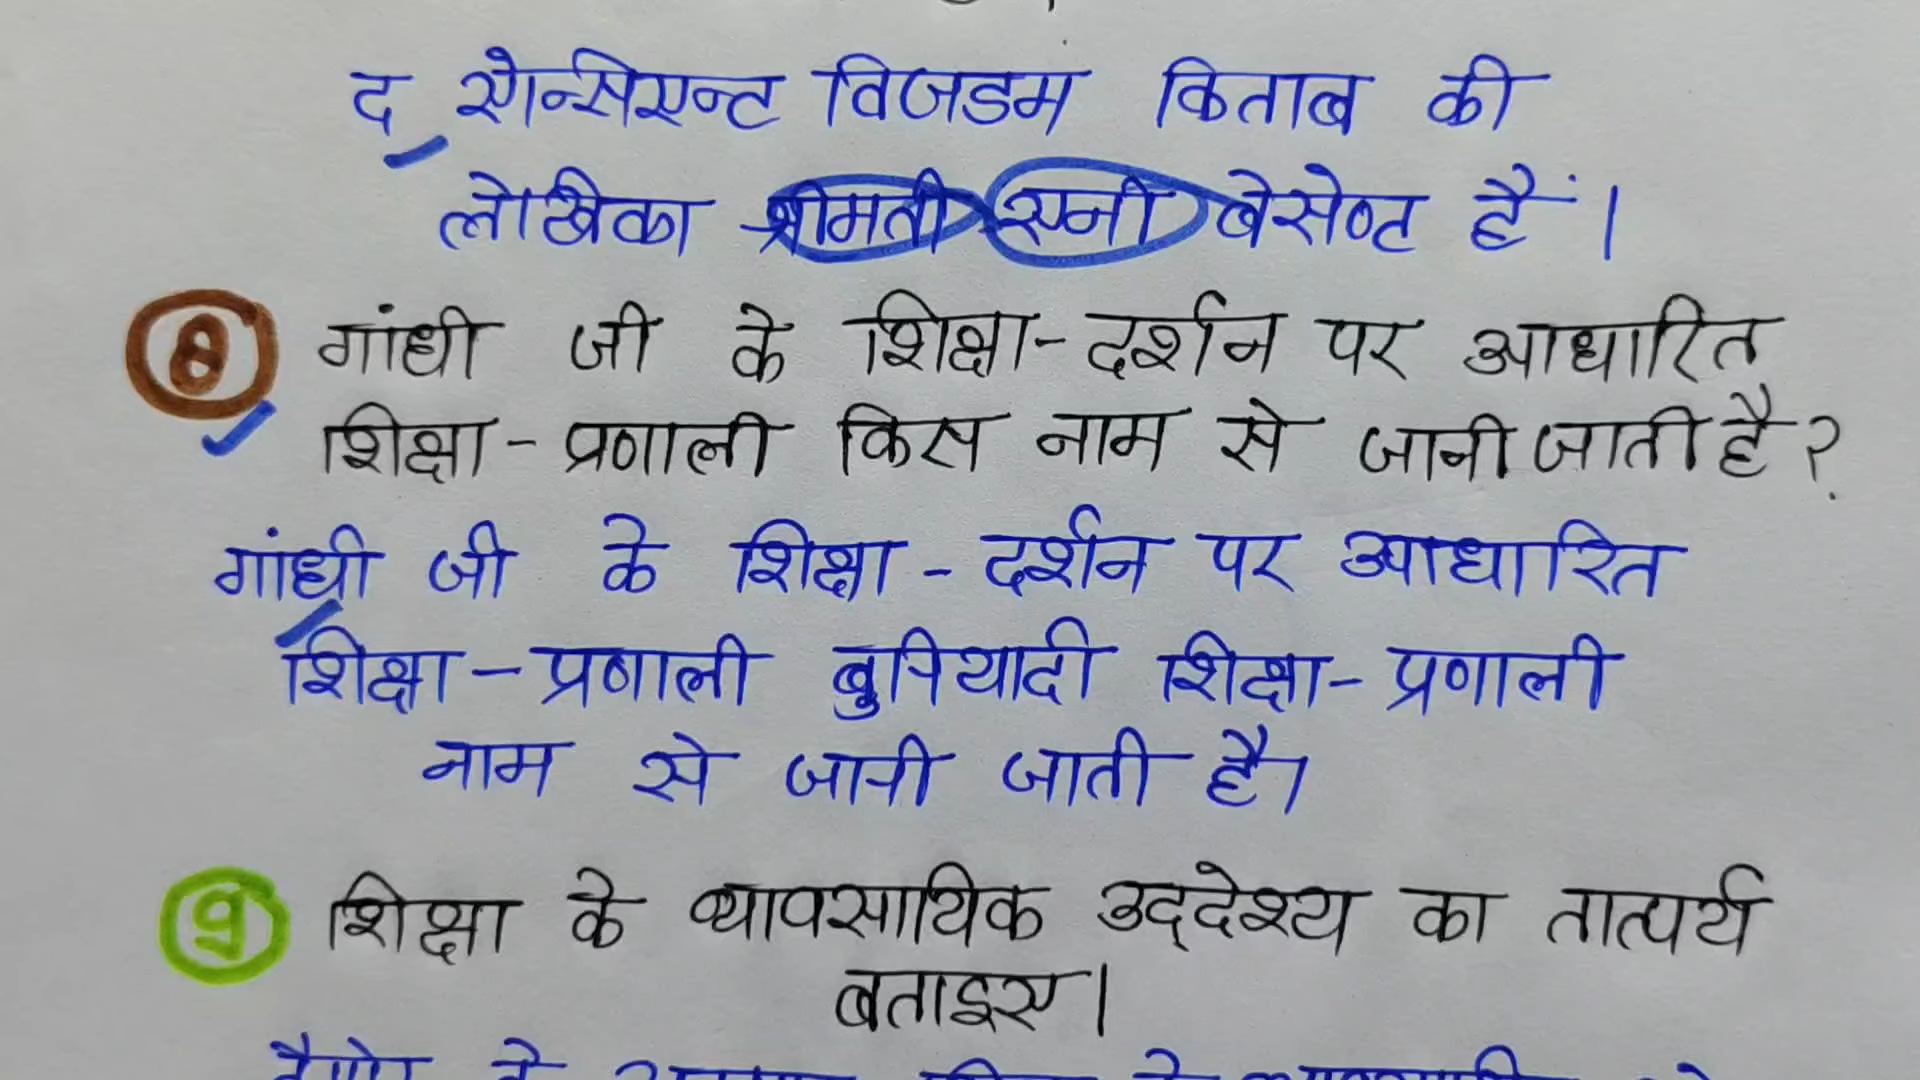 द ऐन्सिएन्ट विजडम किताब की
लेखिका श्रीमती एनी बेसेण्ट हैं।
8 गांधी जी के शिक्षा-दर्शन पर आधारित
शिक्षा-प्रणाली किस नाम से जानी जाती है?
गांधी जी के शिक्षा-दर्शन पर आधारित
शिक्षा-प्रणाली बुनियादी शिक्षा-प्रणाली
नाम से जानी जाती है।
9 शिक्षा के व्यावसायिक उद्देश्य का तात्पर्य
बताइए।